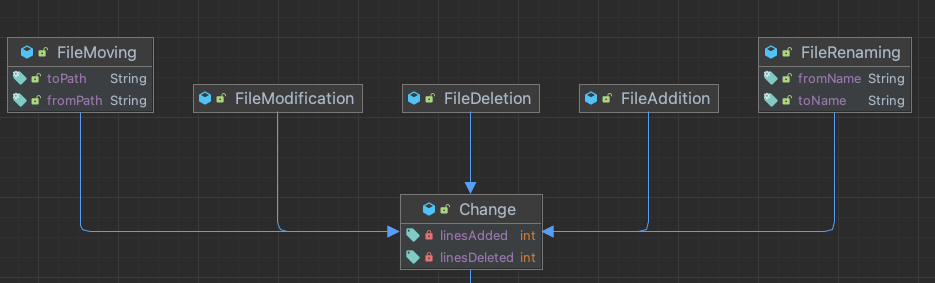 FileMoving
toPath String
fromPath String
FileModification
FileDeletion
FileAddition
FileRenaming
fromName String
toName String
Change
linesAdded int
linesDeleted int